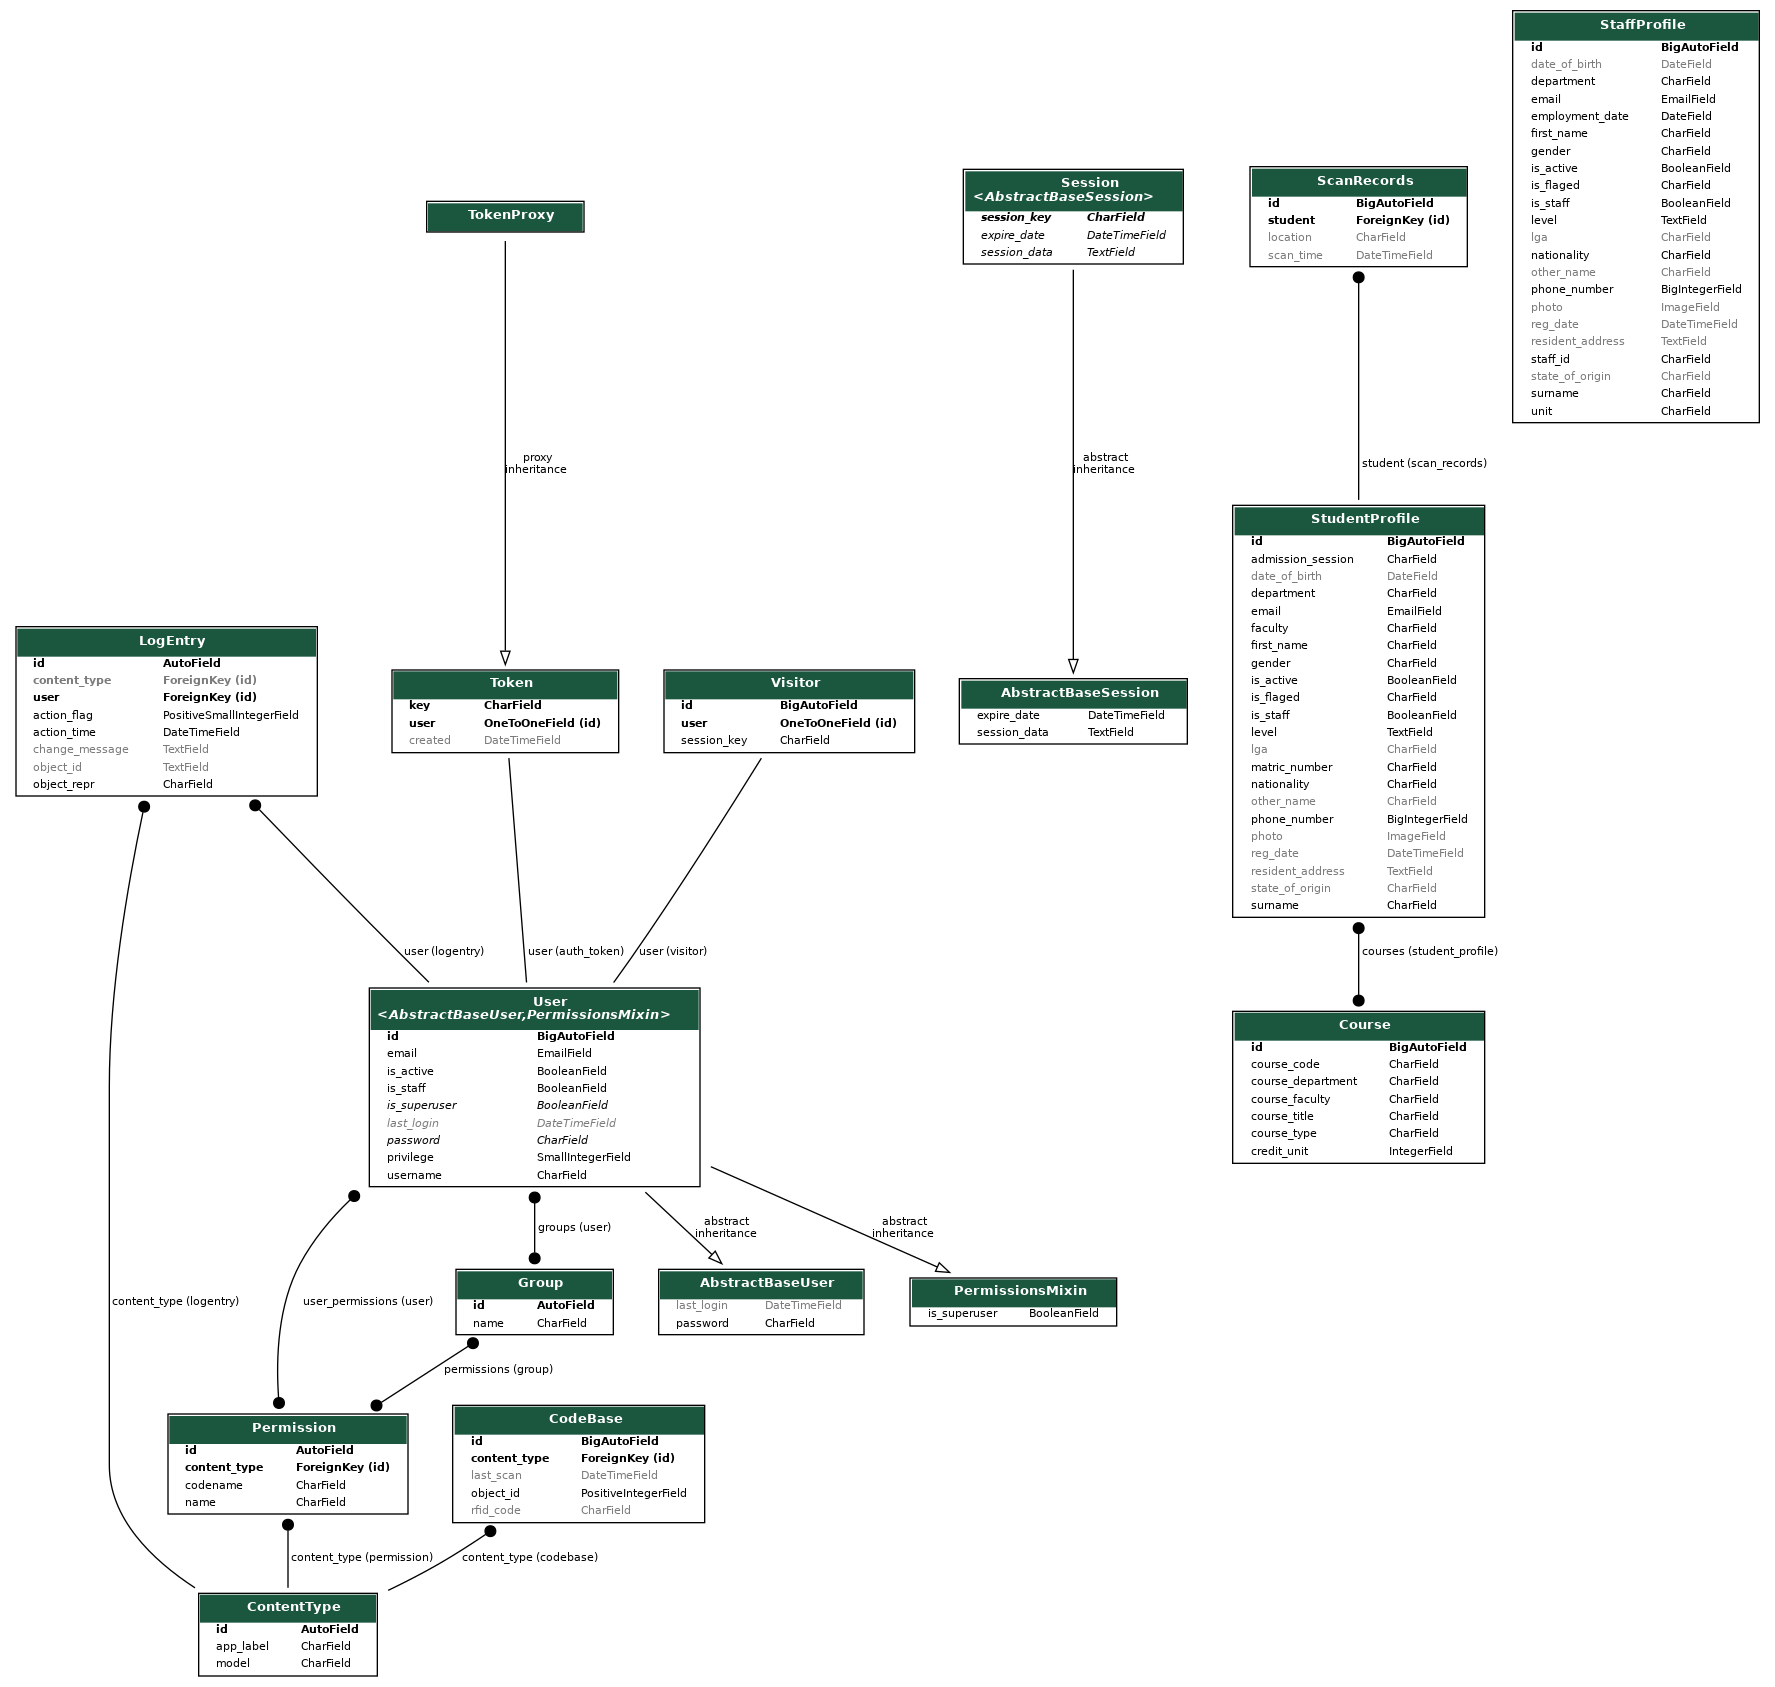 StaffProfile
id BigAutoField
date_of_birth DateField
department CharField
email EmailField
employment_date DateField
first_name CharField
gender CharField
is_active BooleanField
is_flaged CharField
is_staff BooleanField
level TextField
lga CharField
nationality CharField
other_name CharField
phone_number BigIntegerField
photo ImageField
reg_date DateTimeField
resident_address TextField
staff_id CharField
state_of_origin CharField
surname CharField
unit CharField
TokenProxy
Session
<AbstractBaseSession>
session_key CharField
expire_date DateTimeField
session_data TextField
ScanRecords
id BigAutoField
student ForeignKey (id)
location CharField
scan_time DateTimeField
proxy
inheritance
abstract
inheritance
student (scan_records)
StudentProfile
id BigAutoField
admission_session CharField
date_of_birth DateField
department CharField
email EmailField
faculty CharField
first_name CharField
gender CharField
is_active BooleanField
is_flaged CharField
is_staff BooleanField
level TextField
lga CharField
matric_number CharField
nationality CharField
other_name CharField
phone_number BigIntegerField
photo ImageField
reg_date DateTimeField
resident_address TextField
state_of_origin CharField
surname CharField
LogEntry
id AutoField
content_type ForeignKey (id)
user ForeignKey (id)
action_flag PositiveSmallIntegerField
action_time DateTimeField
change_message TextField
object_id TextField
object_repr CharField
Token
key CharField
user OneToOneField (id)
created DateTimeField
Visitor
id BigAutoField
user OneToOneField (id)
session_key CharField
AbstractBaseSession
expire_date DateTimeField
session_data TextField
user (logentry)
user (auth_token)
user (visitor)
courses (student_profile)
User
<AbstractBaseUser,PermissionsMixin>
id BigAutoField
email EmailField
is_active BooleanField
is_staff BooleanField
is_superuser BooleanField
last_login DateTimeField
password CharField
privilege SmallIntegerField
username CharField
Course
id BigAutoField
course_code CharField
course_department CharField
course_faculty CharField
course_title CharField
course_type CharField
credit_unit IntegerField
groups (user)
abstract
inheritance
abstract
inheritance
content_type (logentry)
user_permissions (user)
Group
id AutoField
name CharField
AbstractBaseUser
last_login DateTimeField
password CharField
PermissionsMixin
is_superuser BooleanField
permissions (group)
Permission
id AutoField
content_type ForeignKey (id)
codename CharField
name CharField
CodeBase
id BigAutoField
content_type ForeignKey (id)
last_scan DateTimeField
object_id PositiveIntegerField
rfid_code CharField
content_type (permission)
content_type (codebase)
ContentType
id AutoField
app_label CharField
model CharField